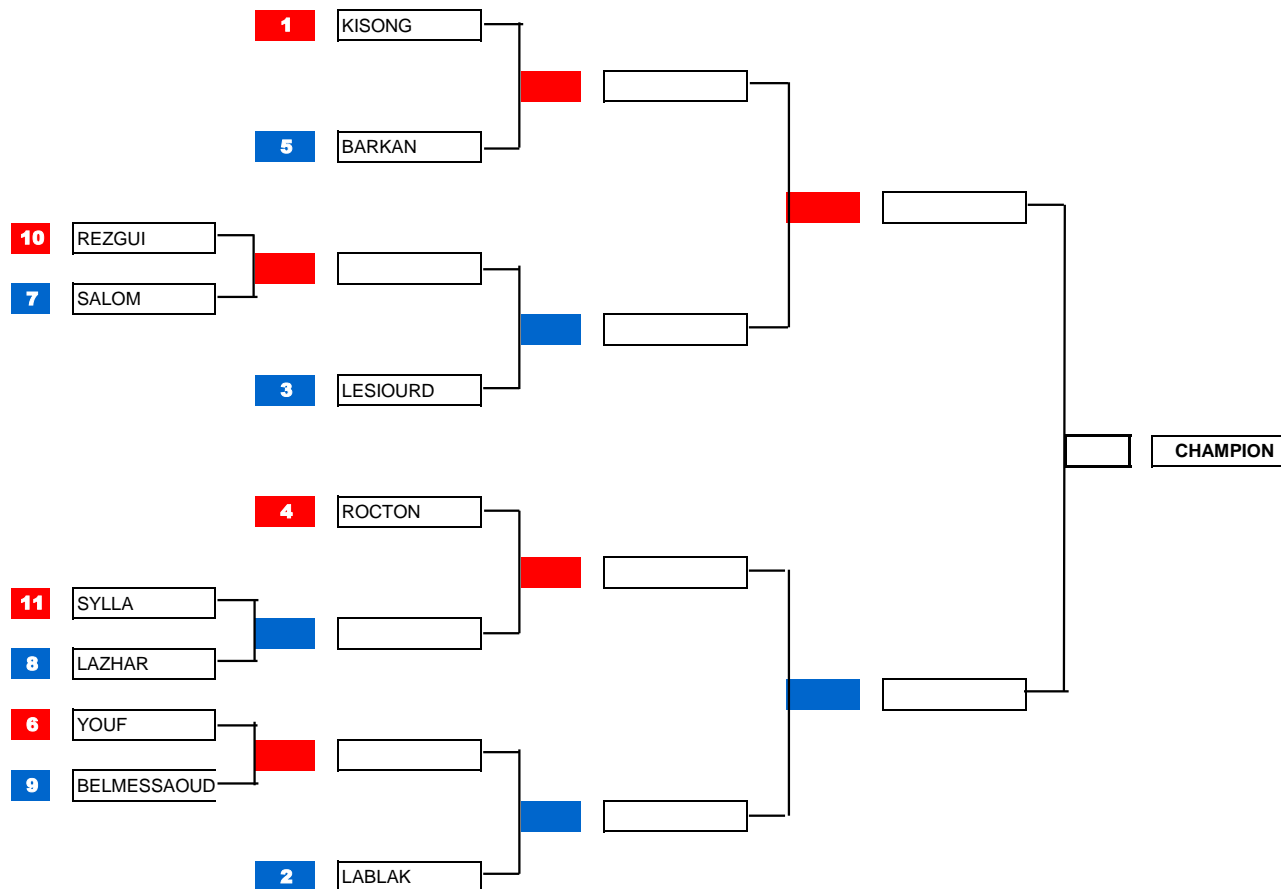 1 KISONG
5 BARKAN
10 REZGUI
7 SALOM
3 LESIOURD
CHAMPION
4 ROCTON
11 SYLLA
8 LAZHAR
6 YOUF
9 BELMESSAOUD
2 LABLAK